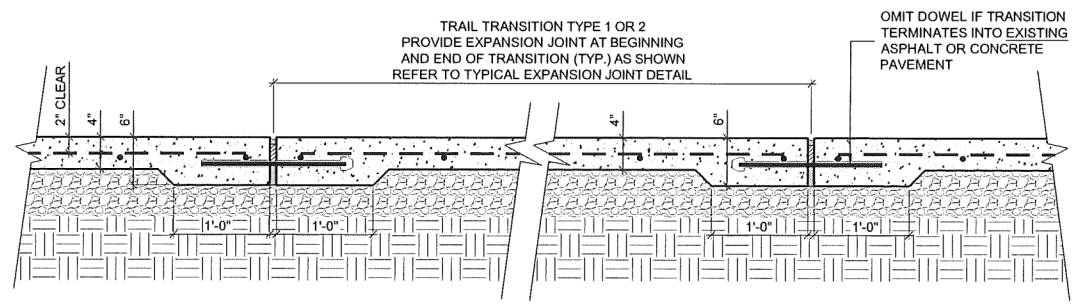 TRAIL TRANSITION TYPE 1 OR 2
PROVIDE EXPANSION JOINT AT BEGINNING
AND END OF TRANSITION (TYP.) AS SHOWN
REFER TO TYPICAL EXPANSION JOINT DETAIL
OMIT DOWEL IF TRANSITION
TERMINATES INTO EXISTING
ASPHALT OR CONCRETE
PAVEMENT
2" CLEAR
4"
6"
4"
6"
1'-0"
1'-0"
1'-0"
1'-0"